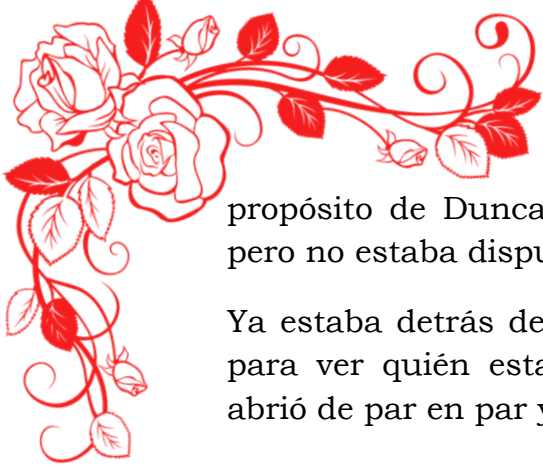 propósito de Dunca
pero no estaba dispu
Ya estaba detrás de
para ver quién esta
abrió de par en par y